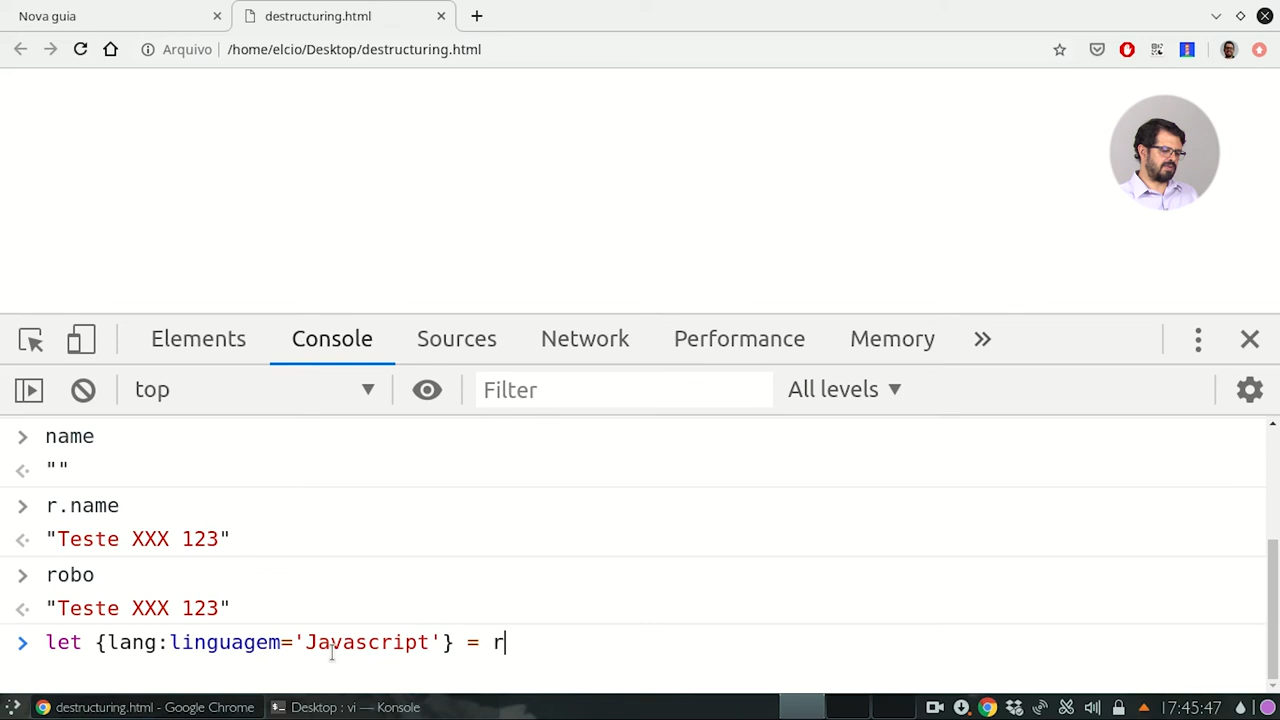 Nova guia
destructuring.html
Arquivo
/home/elcio/Desktop/destructuring.html
Elements
Console
Sources
Network
Performance
Memory
top
Filter
All levels
name
""
r.name
"Teste XXX 123"
robo
"Teste XXX 123"
let {lang:linguagem='Javascript'} = r
destructuring.html - Google Chrome
Desktop : vi — Konsole
17:45:47